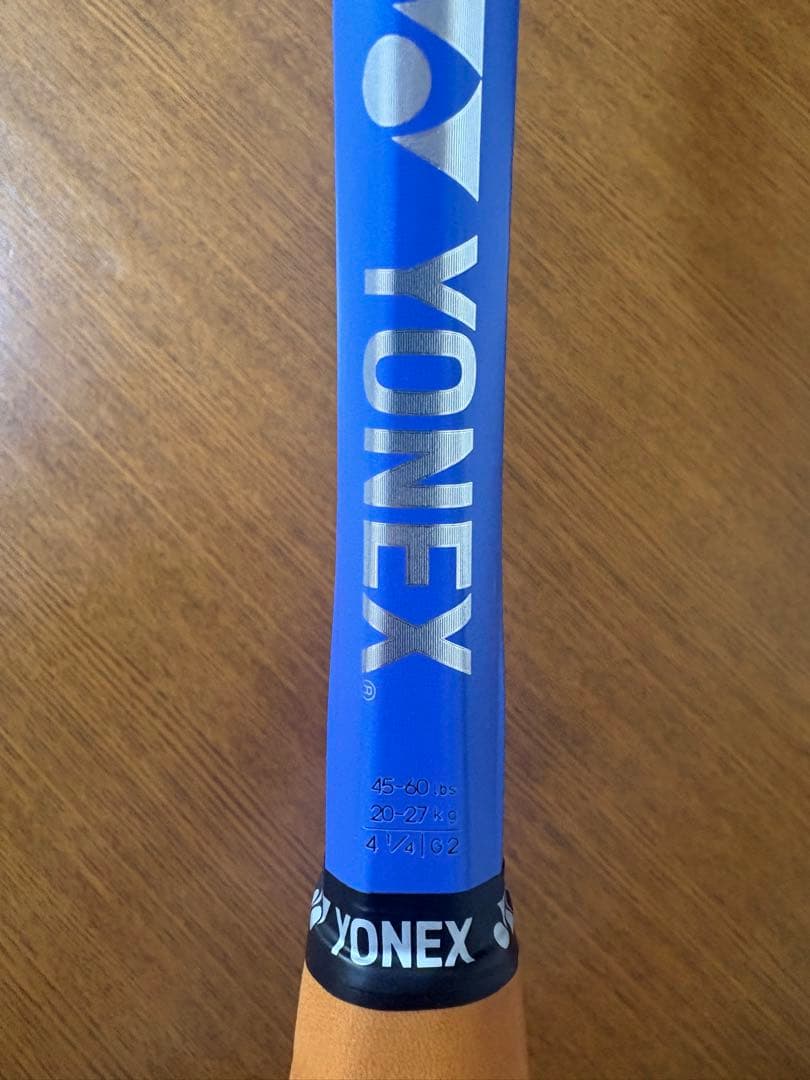 YONEX®
45-60 lbs
20-27 kg
4 1/4 | G2
YONEX